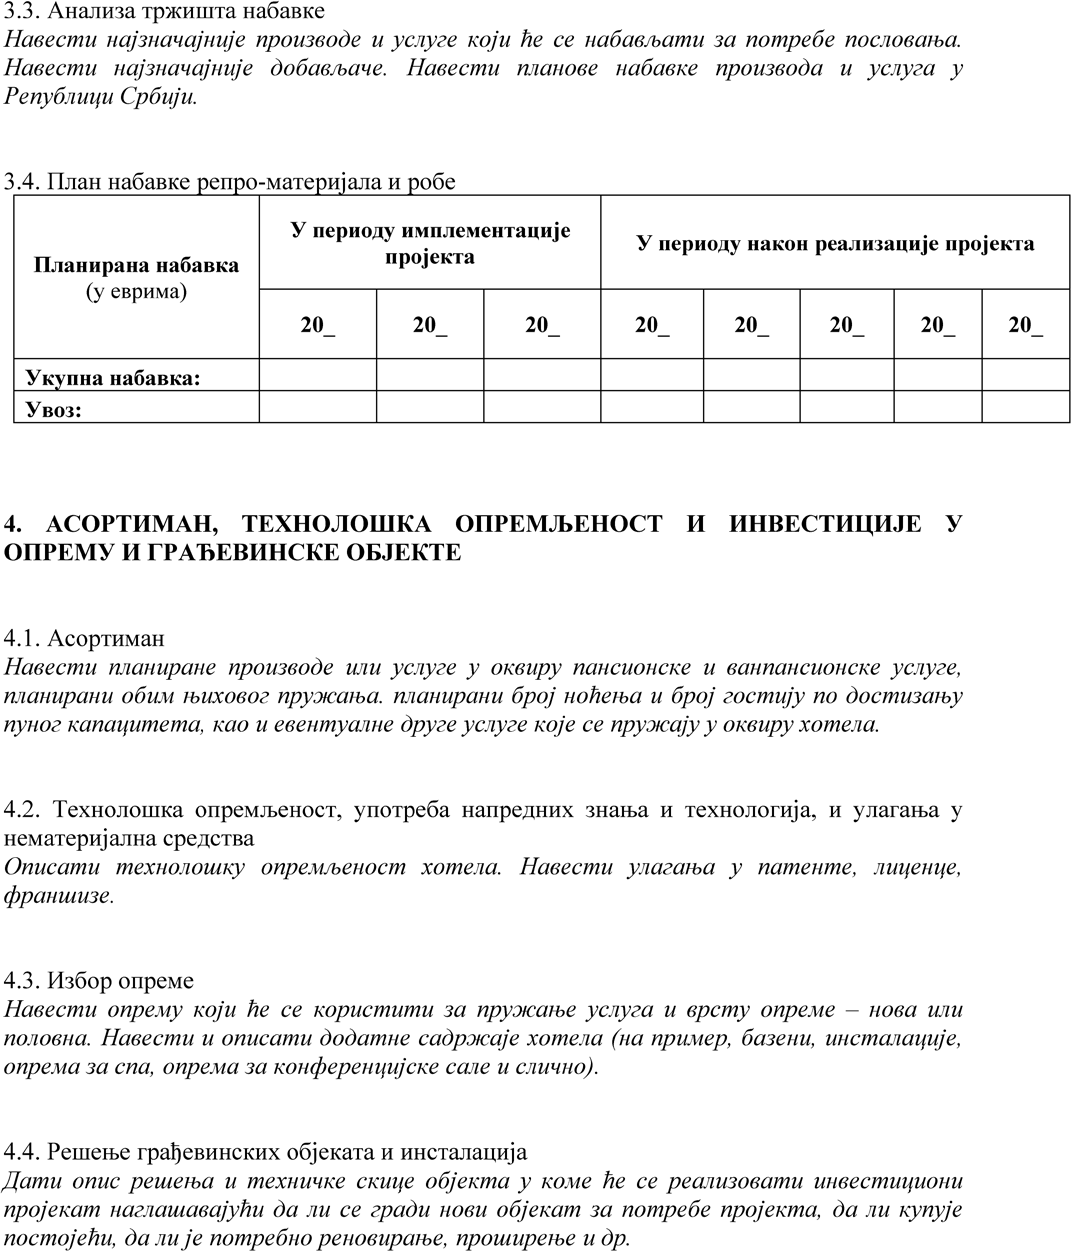 3.3. Анализа тржишта набавке
Навести најзначајније производе и услуге који ће се набављати за потребе пословања.
Навести најзначајније добављаче. Навести планове набавке производа и услуга у
Републици Србији.
3.4. План набавке репро-материјала и робе
Планирана набавка
(у еврима)
У периоду имплементације
пројекта
У периоду након реализације пројекта
20_ 20_ 20_ 20_ 20_ 20_ 20_ 20_
Укупна набавка:
Увоз:
4. АСОРТИМАН, ТЕХНОЛОШКА ОПРЕМЉЕНОСТ И ИНВЕСТИЦИЈЕ У
ОПРЕМУ И ГРАЂЕВИНСКЕ ОБЈЕКТЕ
4.1. Асортиман
Навести планиране производе или услуге у оквиру пансионске и ванпансионске услуге,
планирани обим њиховог пружања. планирани број ноћења и број гостију по достизању
пуног капацитета, као и евентуалне друге услуге које се пружају у оквиру хотела.
4.2. Технолошка опремљеност, употреба напредних знања и технологија, и улагања у
нематеријална средства
Описати технолошку опремљеност хотела. Навести улагања у патенте, лиценце,
франшизе.
4.3. Избор опреме
Навести опрему који ће се користити за пружање услуга и врсту опреме – нова или
половна. Навести и описати додатне садржаје хотела (на пример, базени, инсталације,
опрема за спа, опрема за конференцијске сале и слично).
4.4. Решење грађевинских објеката и инсталација
Дати опис решења и техничке скице објекта у коме ће се реализовати инвестициони
пројекат наглашавајући да ли се гради нови објекат за потребе пројекта, да ли купује
постојећи, да ли је потребно реновирање, проширење и др.